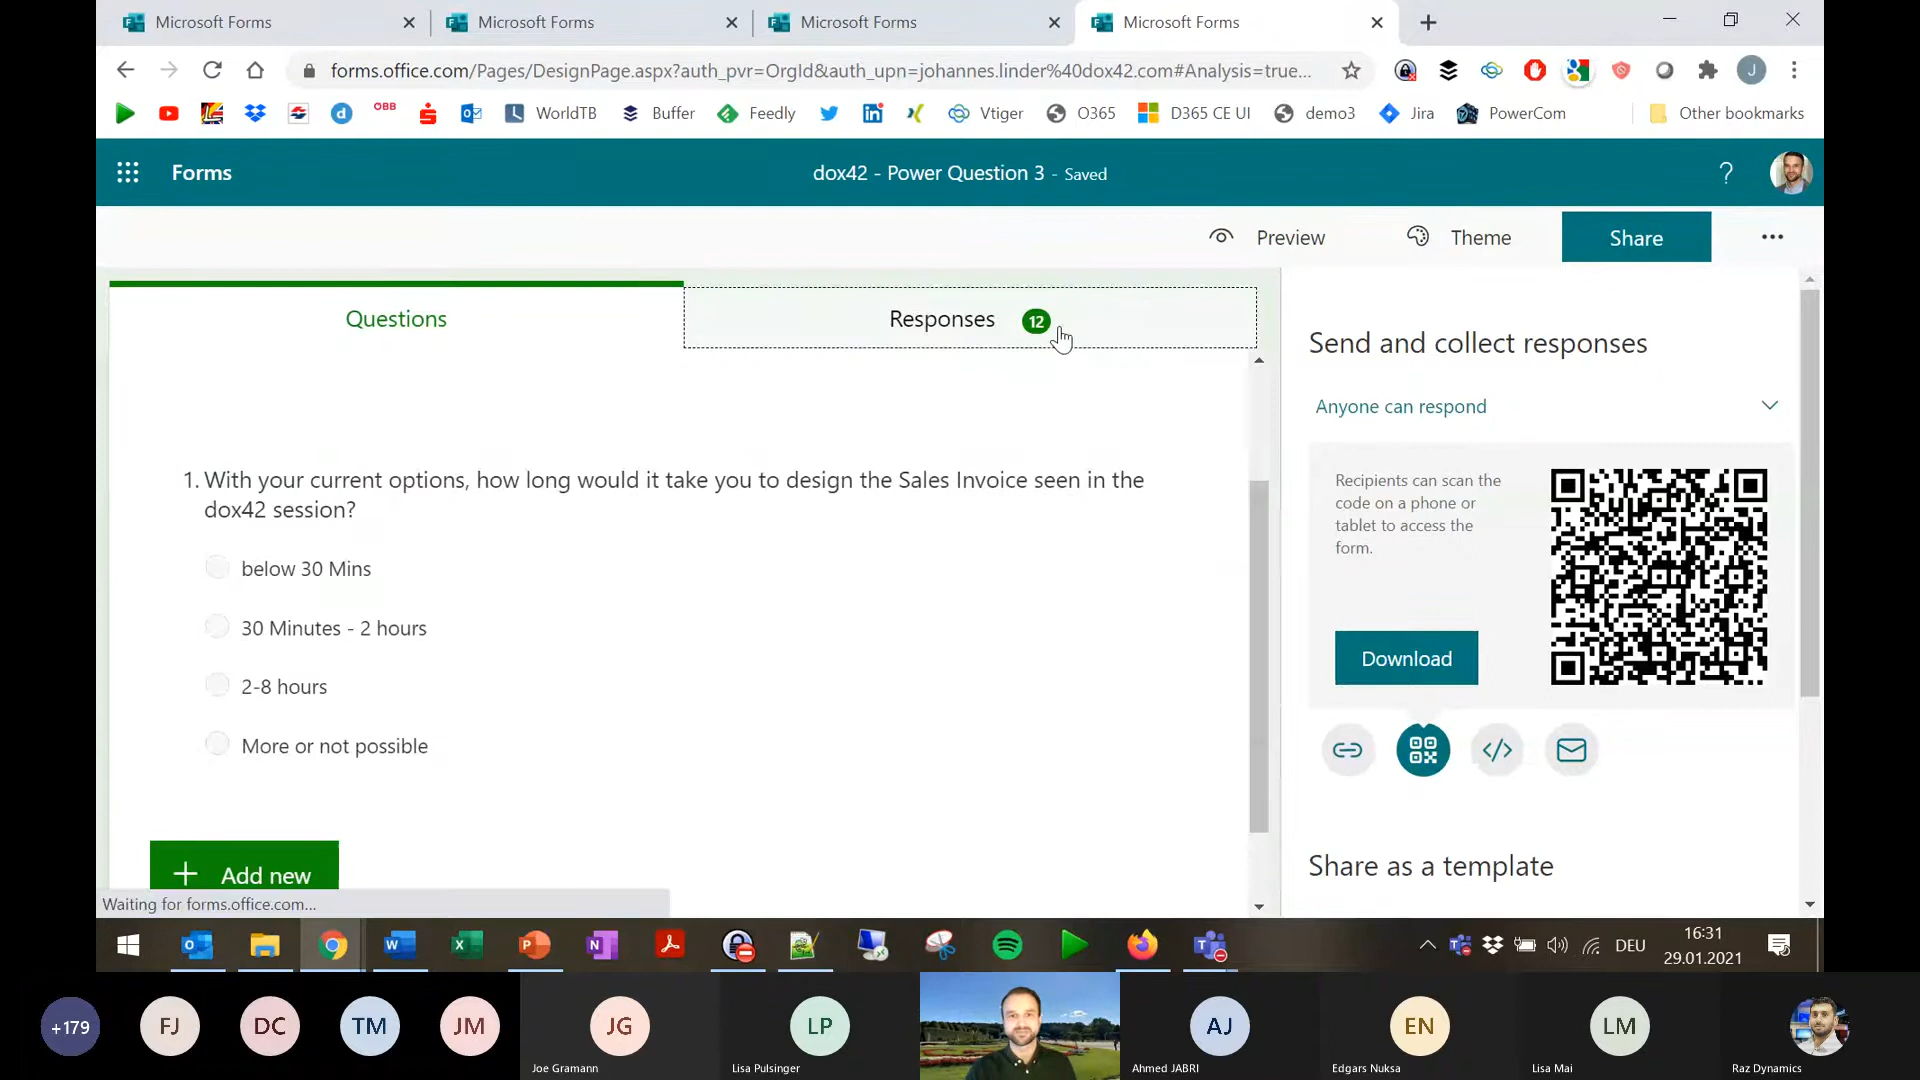 Microsoft Forms
Microsoft Forms
Microsoft Forms
Microsoft Forms
forms.office.com/Pages/DesignPage.aspx?auth_pvr=OrgId&auth_upn=johannes.linder%40dox42.com#Analysis=true...
J
ÖBB
WorldTB
Buffer
Feedly
Vtiger
O365
D365 CE UI
demo3
Jira
PowerCom
Other bookmarks
Forms
dox42 - Power Question 3 - Saved
?
Preview
Theme
Share
Questions
Responses
12
Send and collect responses
Anyone can respond
1. With your current options, how long would it take you to design the Sales Invoice seen in the
dox42 session?
below 30 Mins
30 Minutes - 2 hours
2-8 hours
More or not possible
Recipients can scan the
code on a phone or
tablet to access the
form.
Download
Add new
Share as a template
Waiting for forms.office.com...
DEU
16:31
29.01.2021
+179
FJ
DC
TM
JM
JG
LP
AJ
EN
LM
Joe Gramann
Lisa Pulsinger
Ahmed JABRI
Edgars Nuksa
Lisa Mai
Raz Dynamics